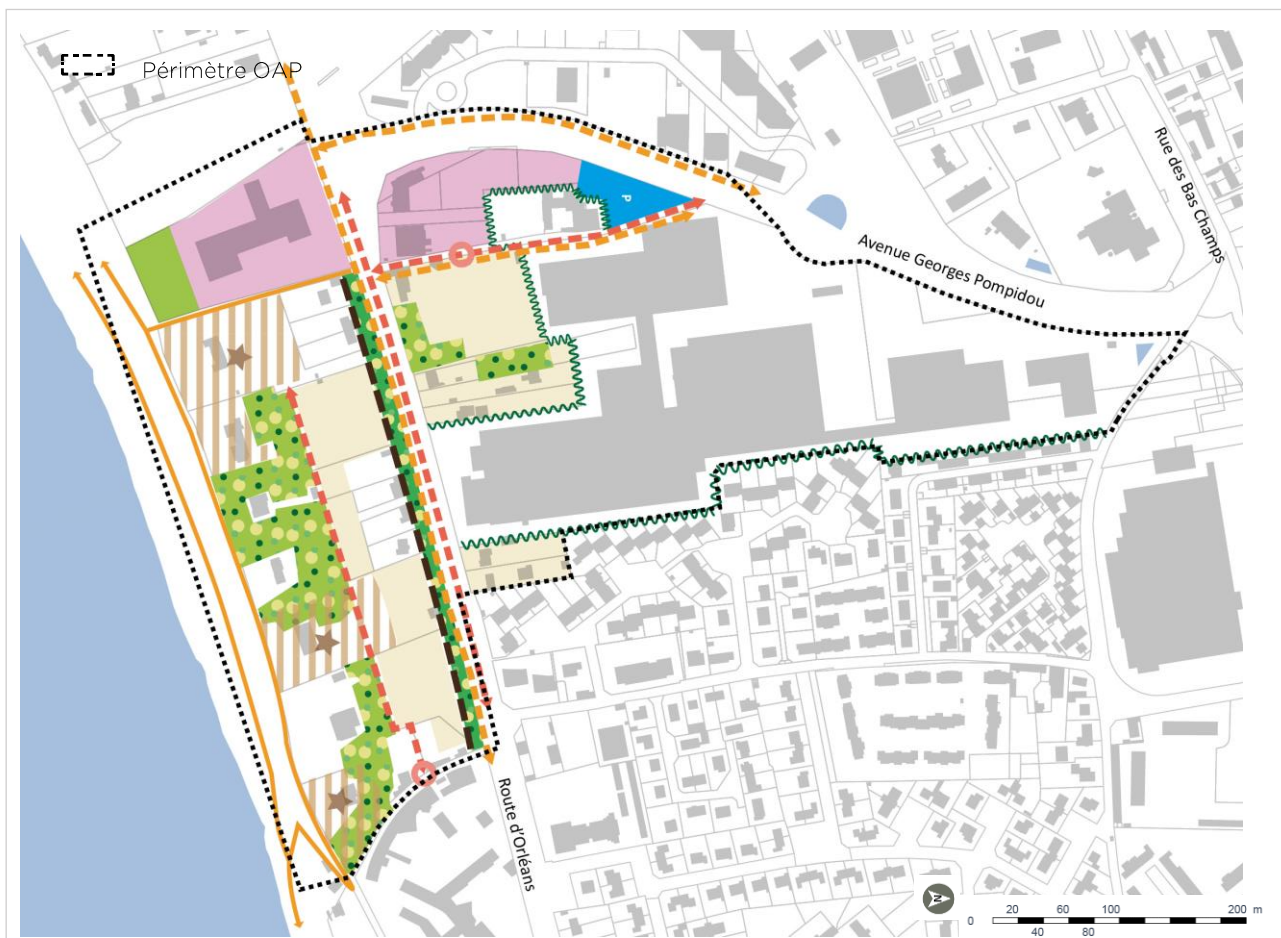 Périmètre OAP
Rue des Bas Champs
P
Avenue Georges Pompidou
Route d'Orléans
N
20 60 100 200 m
0
40 80